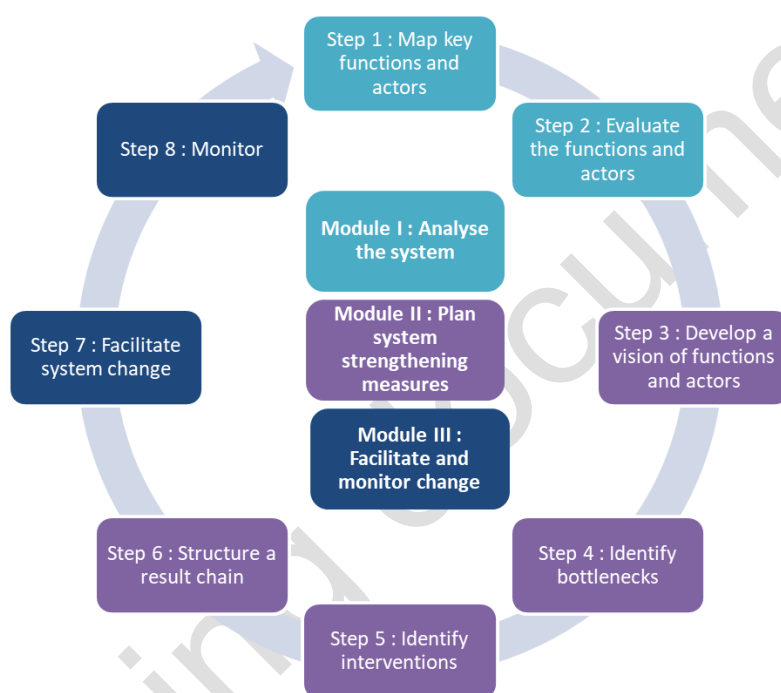 Step 1 : Map key
functions and
actors
Step 2 : Evaluate
the functions and
actors
Step 8 : Monitor
Module I : Analyse
the system
Module II : Plan
system
strengthening
measures
Step 3 : Develop a
vision of functions
and actors
Step 7 : Facilitate
system change
Module III :
Facilitate and
monitor change
Step 4 : Identify
bottlenecks
Step 6 : Structure a
result chain
Step 5 : Identify
interventions